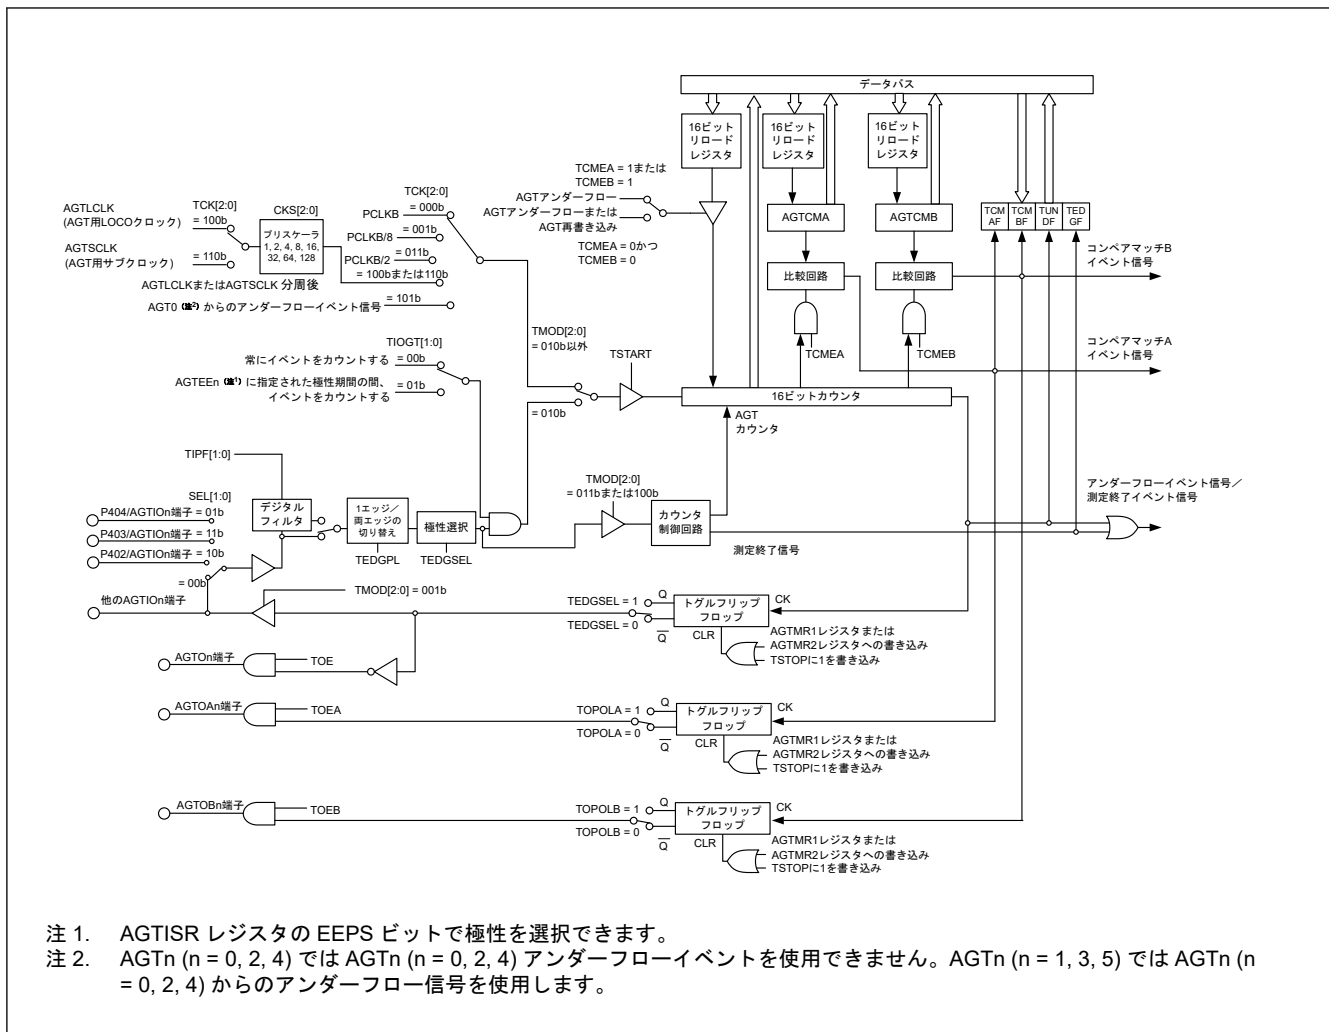 データバス
16ビット
リロード
レジスタ
16ビット
リロード
レジスタ
16ビット
リロード
レジスタ
TCMEA = 1または
TCMEB = 1
AGTアンダーフロー
AGTアンダーフローまたは
AGT再書き込み
TCMEA = 0かつ
TCMEB = 0
TCK[2:0]
PCLKB
= 000b
PCLKB/8
= 001b
PCLKB/2
= 011b
= 100bまたは110b
AGTLCLK
(AGT用LOCOクロック)
TCK[2:0]
= 100b
AGTSCLK
(AGT用サブクロック)
= 110b
CKS[2:0]
プリスケーラ
1, 2, 4, 8, 16,
32, 64, 128
AGTLCLKまたはAGTSCLK 分周後
AGT0 (注2) からのアンダーフローイベント信号
= 101b
AGTCMA
AGTCMB
TCM
AF
TCM
BF
TUN
DF
TED
GF
比較回路
比較回路
コンペアマッチB
イベント信号
TCMEA
TCMEB
コンペアマッチA
イベント信号
TMOD[2:0]
= 010b以外
TSTART
TIOGT[1:0]
常にイベントをカウントする
= 00b
AGTEEn (注1) に指定された極性期間の間、
イベントをカウントする
= 01b
= 010b
16ビットカウンタ
AGT
カウンタ
TIPF[1:0]
SEL[1:0]
P404/AGTIOn端子 = 01b
P403/AGTIOn端子 = 11b
P402/AGTIOn端子 = 10b
= 00b
他のAGTIOn端子
デジタル
フィルタ
1エッジ／
両エッジの
切り替え
TEDGPL
極性選択
TEDGSEL
TMOD[2:0]
= 011bまたは100b
カウンタ
制御回路
測定終了信号
アンダーフローイベント信号／
測定終了イベント信号
TMOD[2:0] = 001b
TEDGSEL = 1
TEDGSEL = 0
Q
Q
トグルフリップ
フロップ
CK
CLR
AGTMR1レジスタまたは
AGTMR2レジスタへの書き込み
TSTOPに1を書き込み
AGTOn端子
TOE
AGTOAn端子
TOEA
TOPOLA = 1
TOPOLA = 0
Q
Q
トグルフリップ
フロップ
CK
CLR
AGTMR1レジスタまたは
AGTMR2レジスタへの書き込み
TSTOPに1を書き込み
AGTOBn端子
TOEB
TOPOLB = 1
TOPOLB = 0
Q
Q
トグルフリップ
フロップ
CK
CLR
AGTMR1レジスタまたは
AGTMR2レジスタへの書き込み
TSTOPに1を書き込み
注 1. AGTISR レジスタの EEPS ビットで極性を選択できます。
注 2. AGTn (n = 0, 2, 4) では AGTn (n = 0, 2, 4) アンダーフローイベントを使用できません。AGTn (n = 1, 3, 5) では AGTn (n
= 0, 2, 4) からのアンダーフロー信号を使用します。